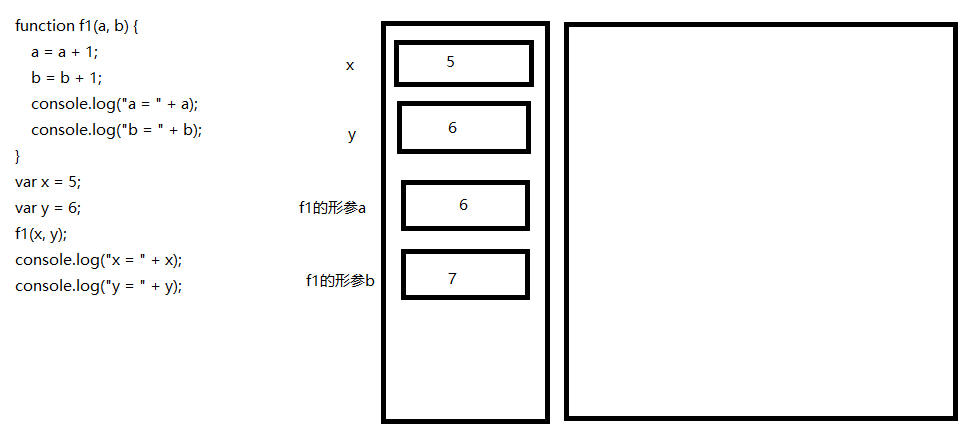 function f1(a, b) {
a = a + 1;
b = b + 1;
console.log("a = " + a);
console.log("b = " + b);
}
var x = 5;
var y = 6;
f1(x, y);
console.log("x = " + x);
console.log("y = " + y);
x
5
y
6
f1的形参a
6
f1的形参b
7